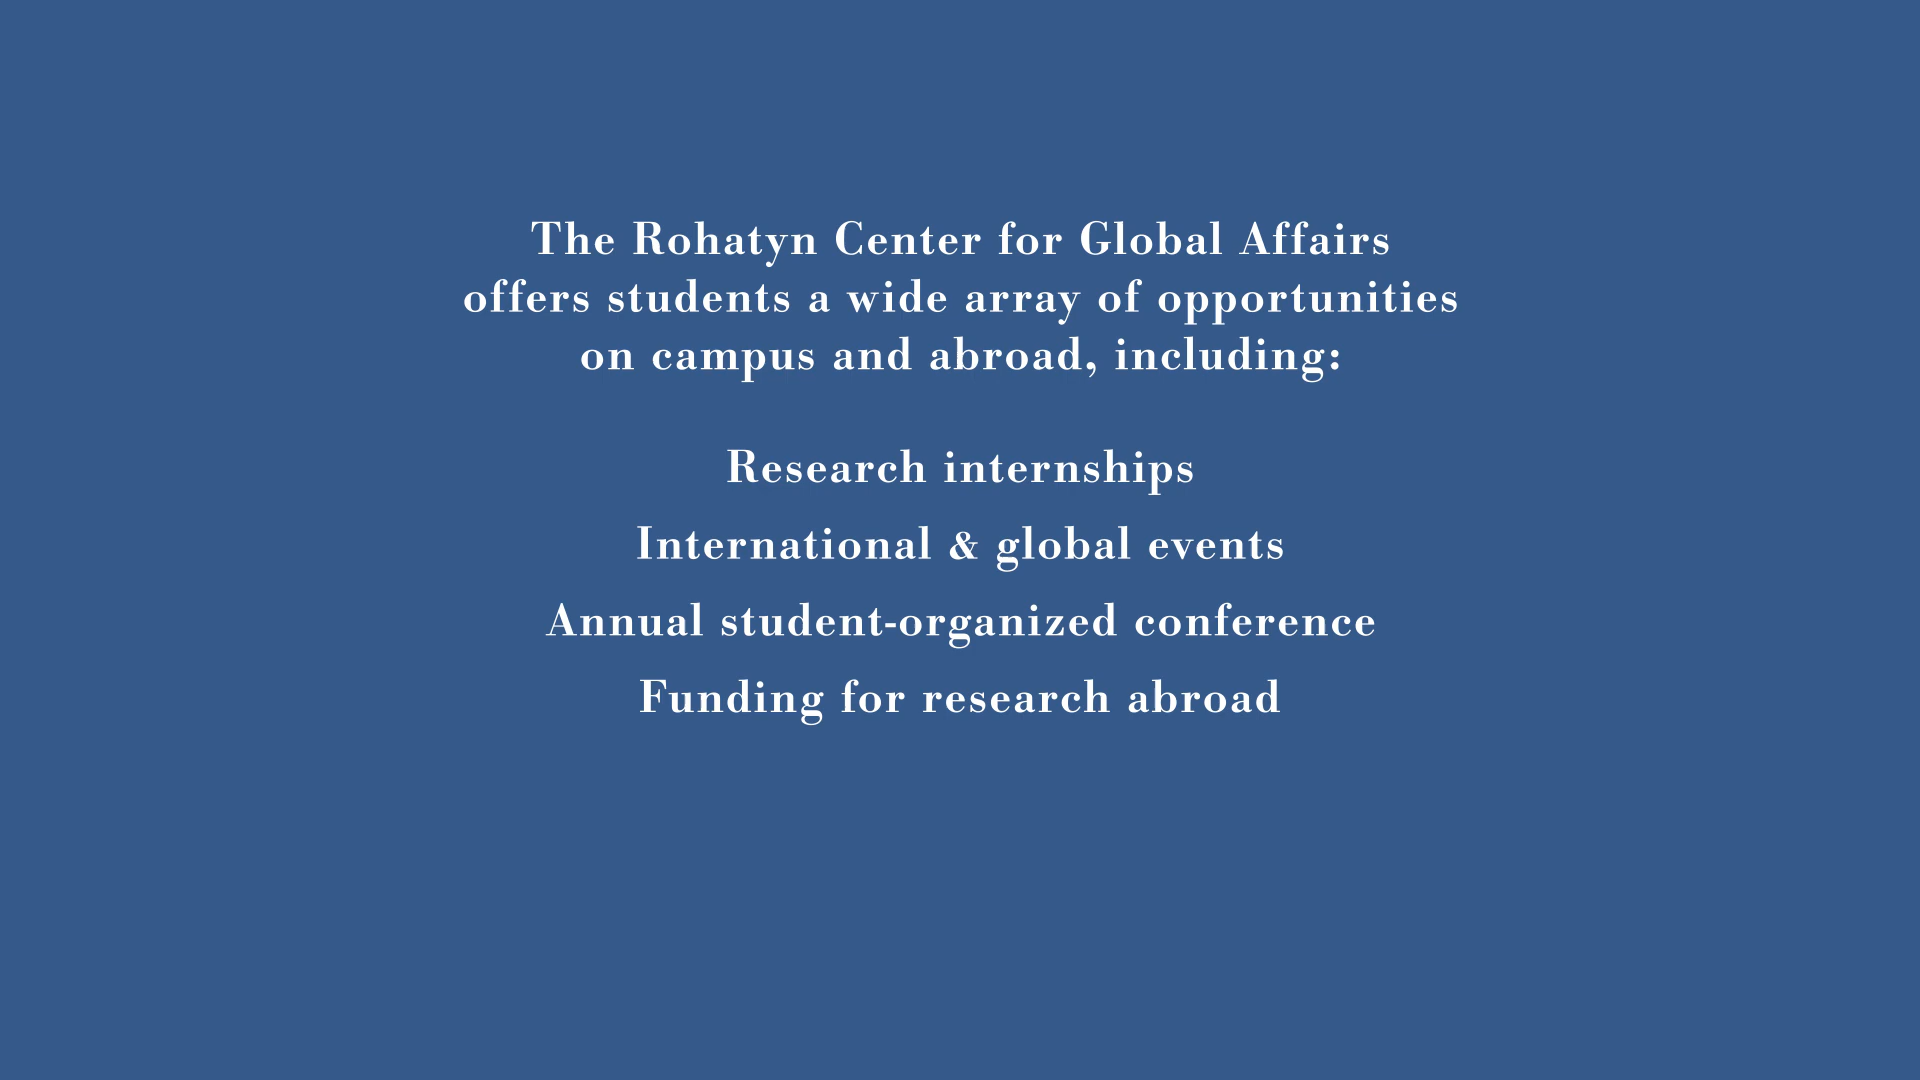 The Rohatyn Center for Global Affairs
offers students a wide array of opportunities
on campus and abroad, including:
Research internships
International & global events
Annual student-organized conference
Funding for research abroad